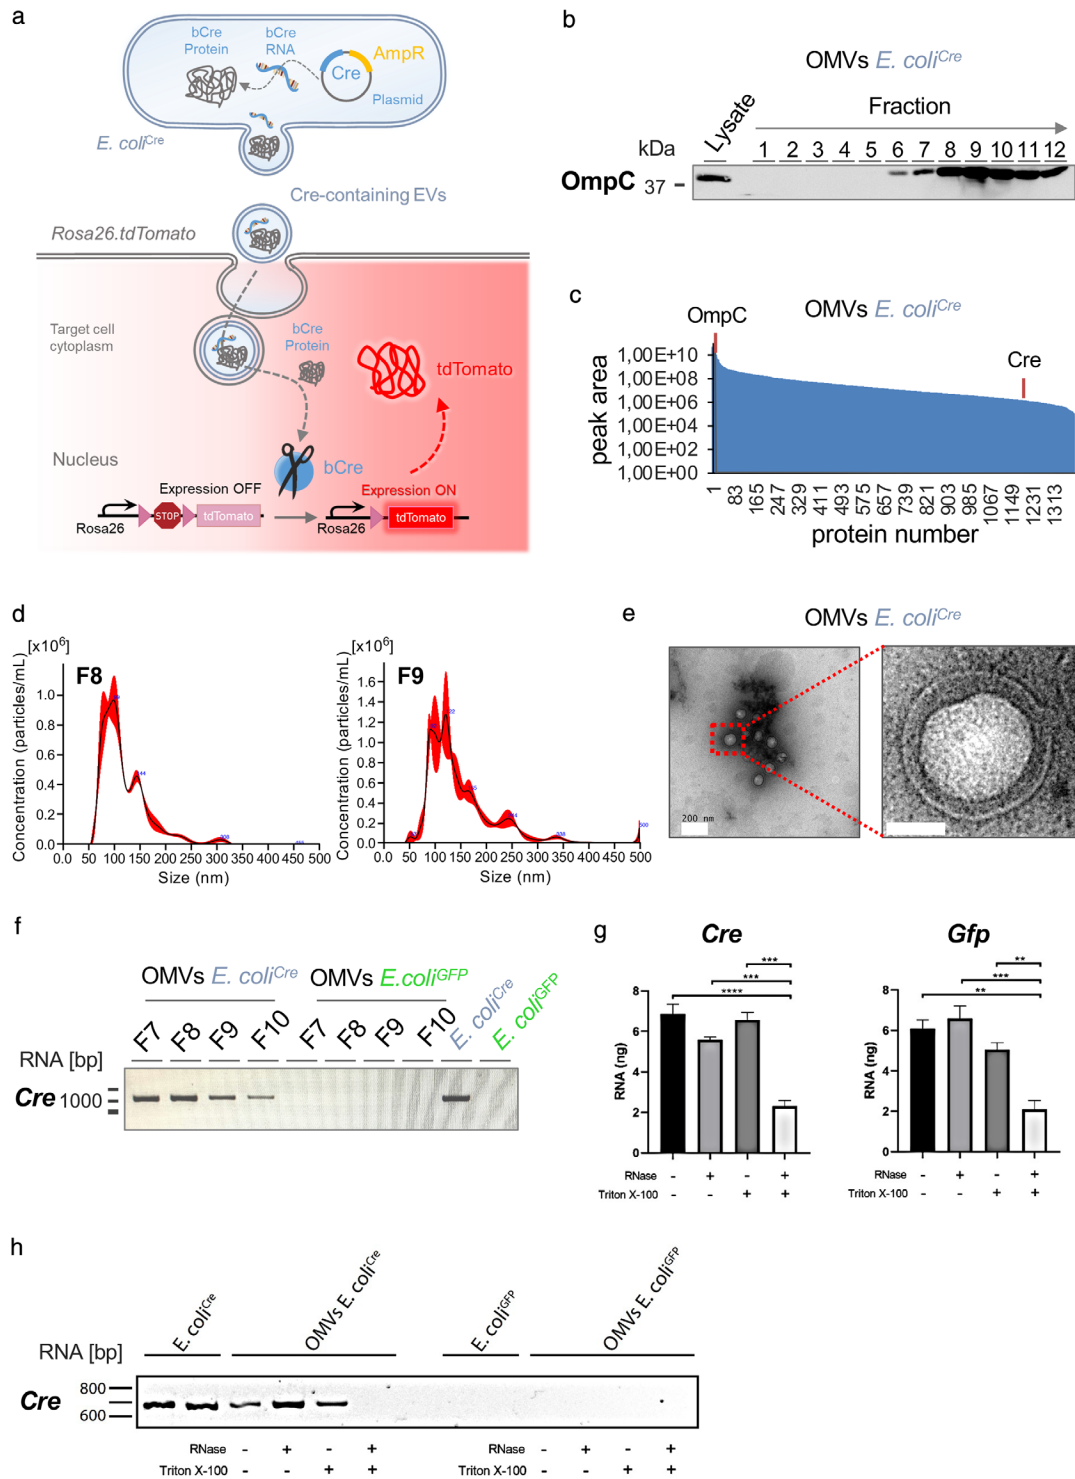 a
bCre
Protein
bCre
RNA
AmpR
Cre
Plasmid
E. coliCre
Cre-containing EVs
Rosa26.tdTomato
Target cell
cytoplasm
bCre
Protein
tdTomato
Nucleus
bCre
Expression OFF
Expression ON
STOP
tdTomato
tdTomato
Rosa26
Rosa26
b
OMVs E. coliCre
Lysate
Fraction
kDa
1 2 3 4 5 6 7 8 9 10 11 12
OmpC 37
c
OMVs E. coliCre
OmpC
Cre
peak area
1,00E+10
1,00E+08
1,00E+06
1,00E+04
1,00E+02
1,00E+00
1 83 165 247 329 411 493 575 657 739 821 903 985 1067 1149 1231 1313
protein number
d
[x10⁶]
F8
Concentration (particles/mL)
1.0
0.8
0.6
0.4
0.2
0
0.0 50 100 150 200 250 300 350 400 450 500
Size (nm)
44
[x10⁶]
F9
Concentration (particles/mL)
1.6
1.4
1.2
1.0
0.8
0.6
0.4
0.2
0
0.0 50 100 150 200 250 300 350 400 450 500
Size (nm)
500
e
OMVs E. coliCre
200 nm
f
OMVs E. coliCre
OMVs E.coliGFP
F7 F8 F9 F10 F7 F8 F9 F10 E. coliCre E. coliGFP
RNA [bp]
Cre 1000
g
Cre
***
***
****
RNA (ng)
8
6
4
2
0
RNase - + - +
Triton X-100 - - + +
Gfp
**
***
**
RNA (ng)
8
6
4
2
0
RNase - + - +
Triton X-100 - - + +
h
E. coliCre
OMVs E. coliCre
E. coliGFP
OMVs E. coliGFP
RNA [bp]
Cre
800
600
RNase - + - +
Triton X-100 - - + +
RNase - + - +
Triton X-100 - - + +